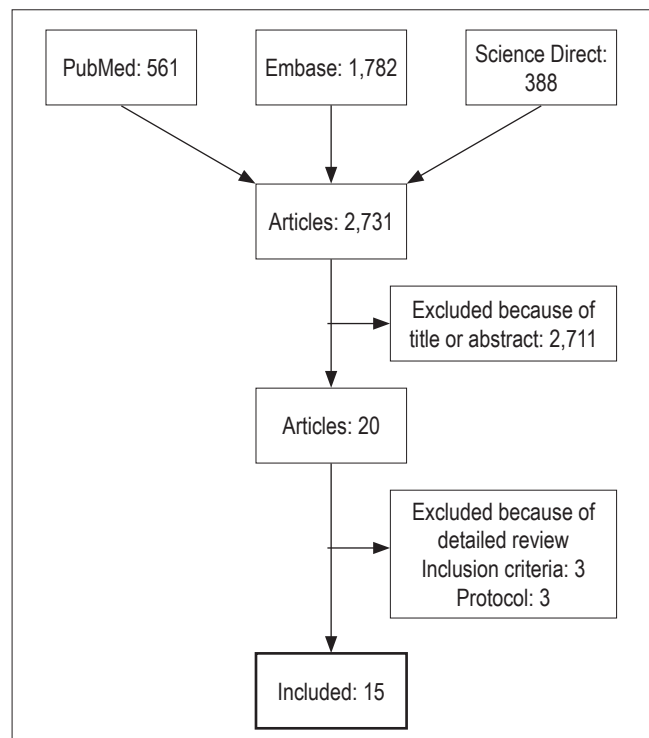 PubMed: 561
Embase: 1,782
Science Direct:
388
Articles: 2,731
Excluded because of
title or abstract: 2,711
Articles: 20
Excluded because of
detailed review
Inclusion criteria: 3
Protocol: 3
Included: 15